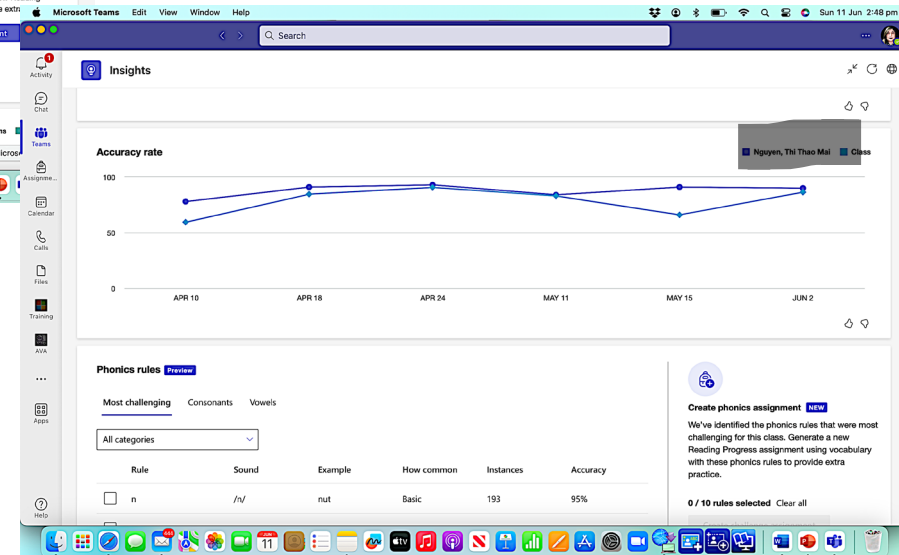 e extra
Microsoft Teams Edit View Window Help
Sun 11 Jun 2:48 pm
nt
Search
Activity
1
Insights
Chat
Teams
Assignme...
Calendar
Calls
Files
Training
AVA
Apps
Help
Accuracy rate
Nguyen, Thi Thao Mai Class
100
50
0
APR 10 APR 18 APR 24 MAY 11 MAY 15 JUN 2
Phonics rules Preview
Most challenging Consonants Vowels
All categories
Rule Sound Example How common Instances Accuracy
n /n/ nut Basic 193 95%
Create phonics assignment NEW
We've identified the phonics rules that were most
challenging for this class. Generate a new
Reading Progress assignment using vocabulary
with these phonics rules to provide extra
practice.
0 / 10 rules selected Clear all
tv
11